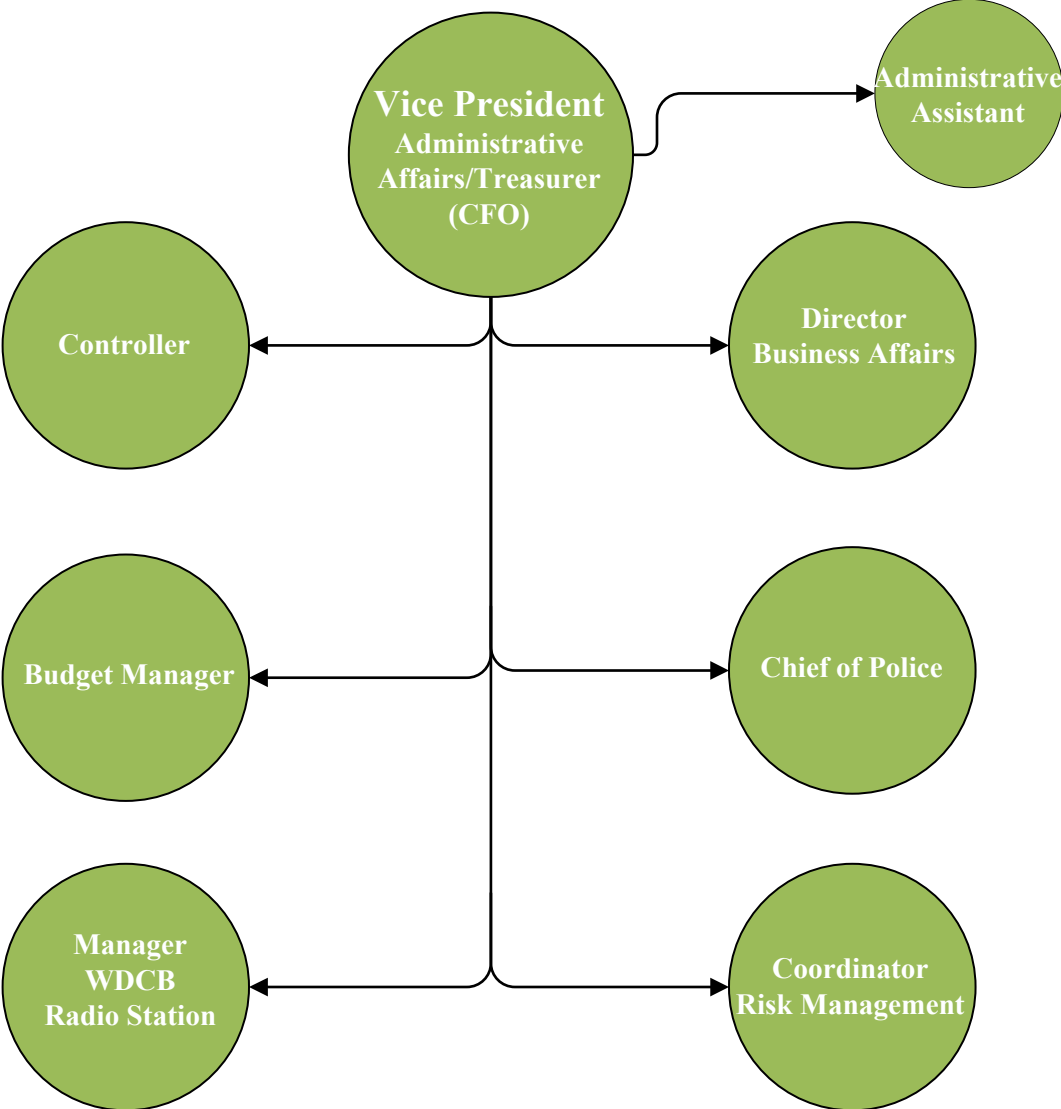 Vice President
Administrative
Affairs/Treasurer
(CFO)
Administrative
Assistant
Controller
Director
Business Affairs
Budget Manager
Chief of Police
Manager
WDCB
Radio Station
Coordinator
Risk Management